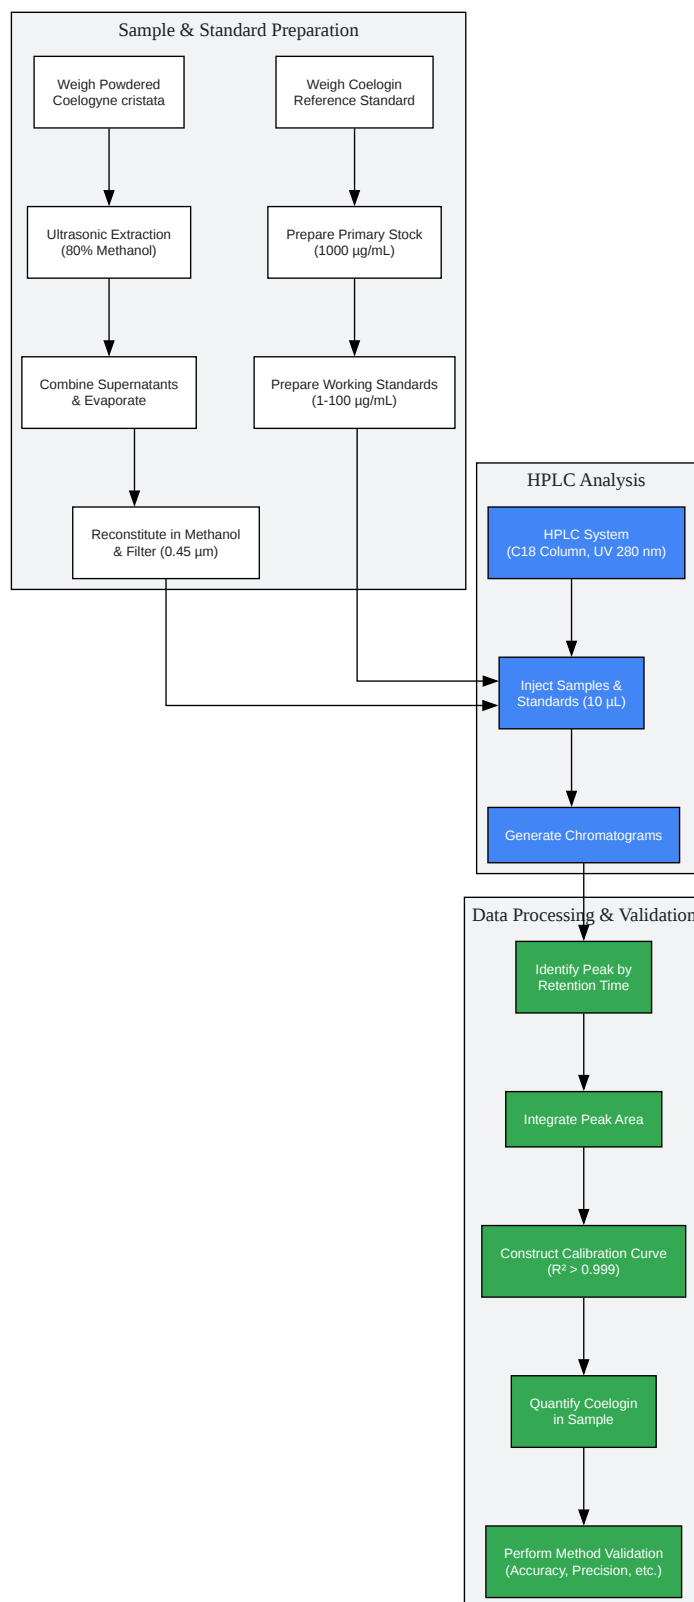 Sample & Standard Preparation
Weigh Powdered
Coelogyne cristata
Weigh Coelogin
Reference Standard
Ultrasonic Extraction
(80% Methanol)
Prepare Primary Stock
(1000 µg/mL)
Combine Supernatants
& Evaporate
Prepare Working Standards
(1-100 µg/mL)
Reconstitute in Methanol
& Filter (0.45 µm)
HPLC Analysis
HPLC System
(C18 Column, UV 280 nm)
Inject Samples &
Standards (10 µL)
Generate Chromatograms
Data Processing & Validation
Identify Peak by
Retention Time
Integrate Peak Area
Construct Calibration Curve
(R² > 0.999)
Quantify Coelogin
in Sample
Perform Method Validation
(Accuracy, Precision, etc.)